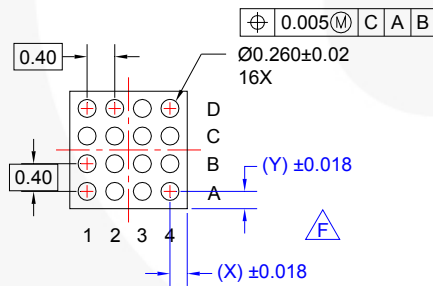 ⌖ 0.005Ⓜ C A B
0.40
Ø0.260±0.02
16X
D
C
B
A
0.40
(Y) ±0.018
F
1 2 3 4
(X) ±0.018